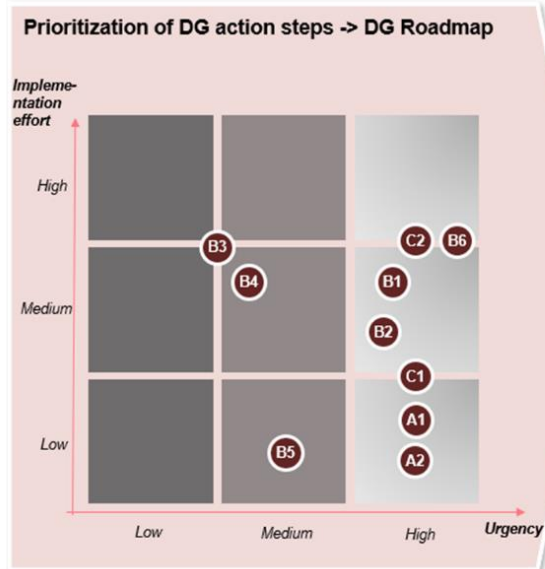 Prioritization of DG action steps -> DG Roadmap
Impleme-
ntation
effort
High
C2 B6
B3
B4 B1
Medium
B2
C1
A1
Low B5 A2
Low Medium High Urgency